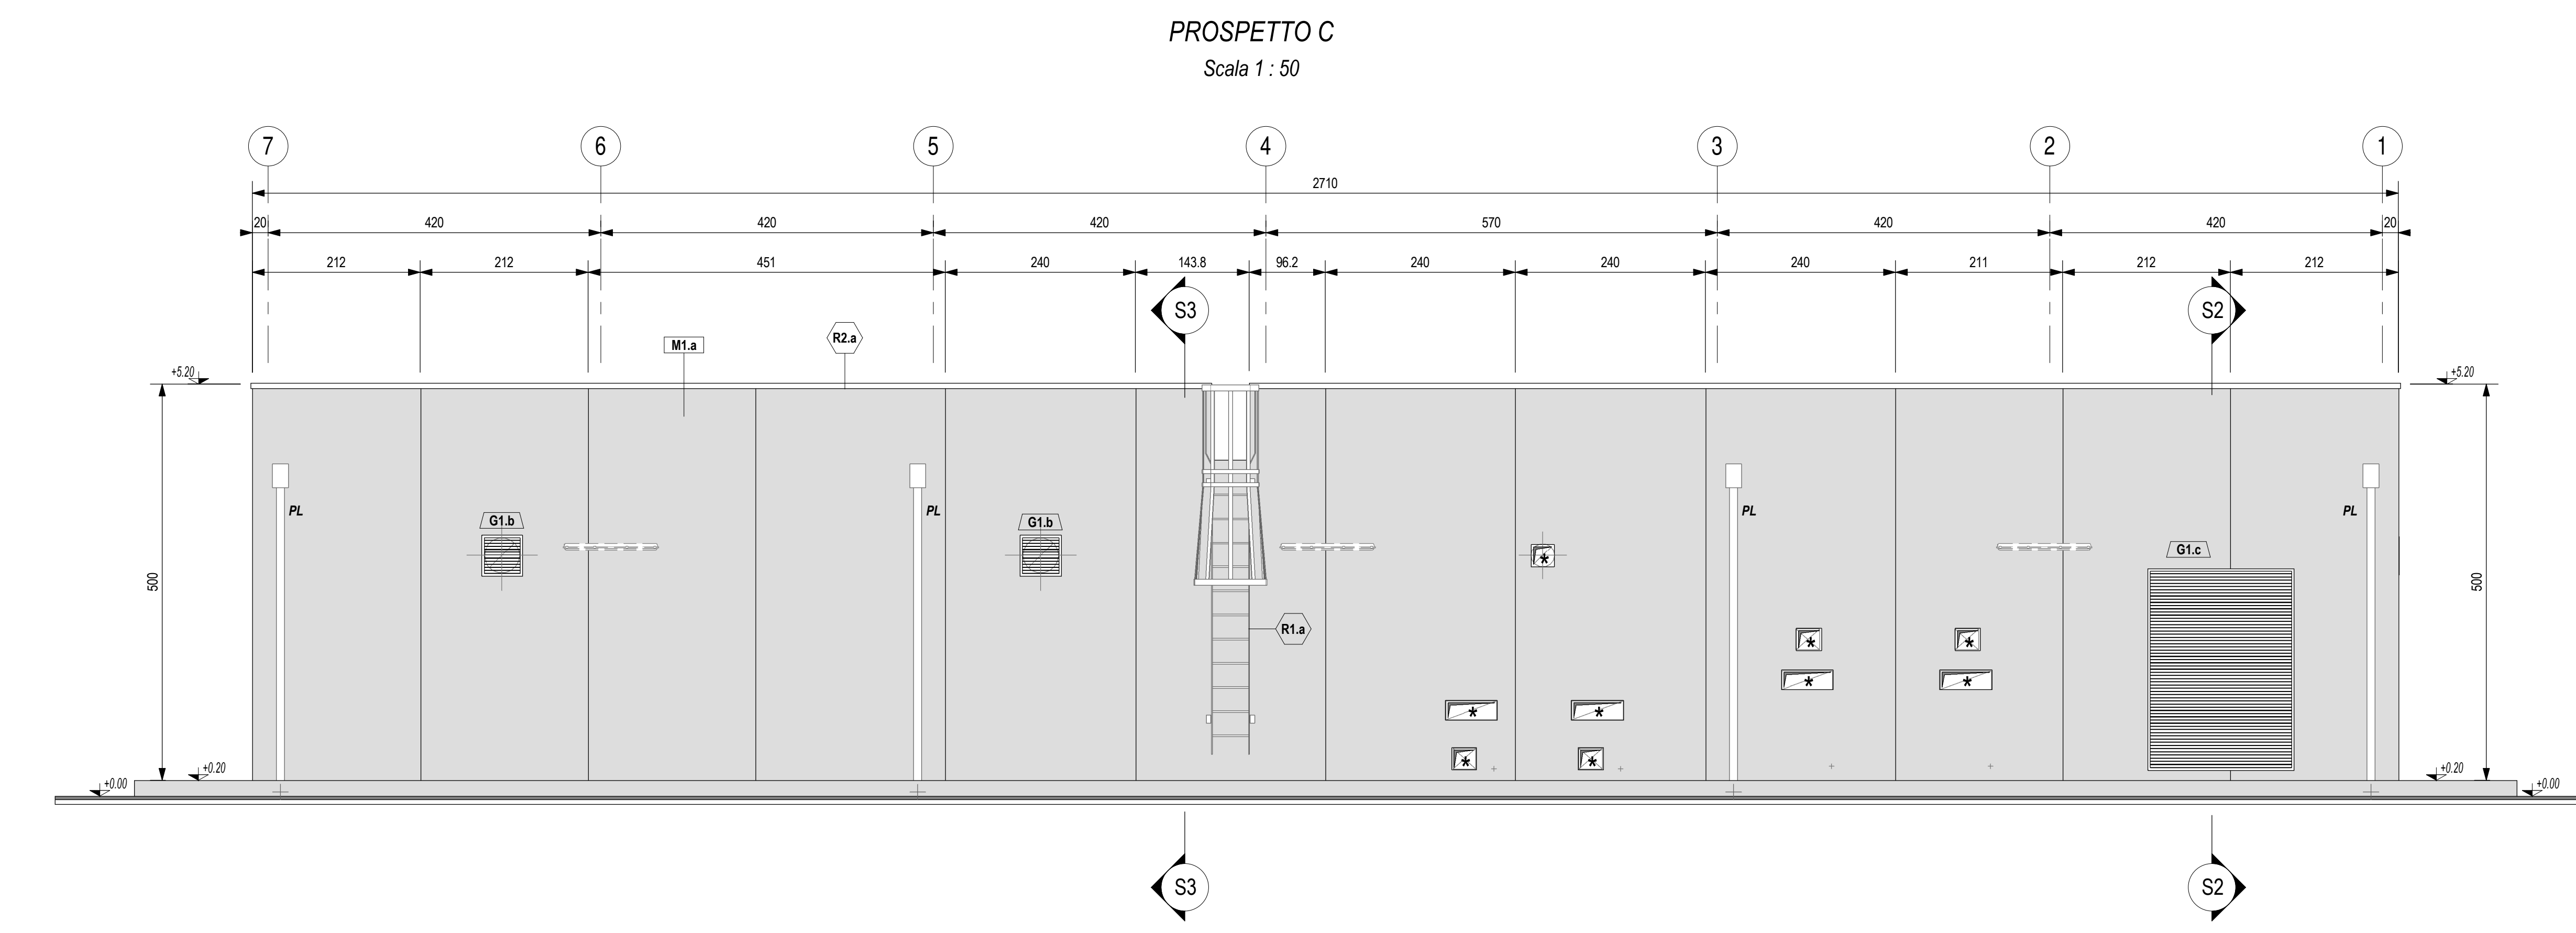 PROSPETTO C
Scala 1 : 50
7 6 5 4 3 2 1
2710
20 420 420 420 570 420 420 20
212 212 451 240 143.8 96.2 240 240 240 211 212 212
S3 S2
M1.a R2.a
+5.20 +5.20
PL PL PL PL
G1.b G1.b
G1.c
500 500
R1.a
* 
* *
* *
* *
* *
+0.20 +0.20
+0.00 +0.00
S3 S2